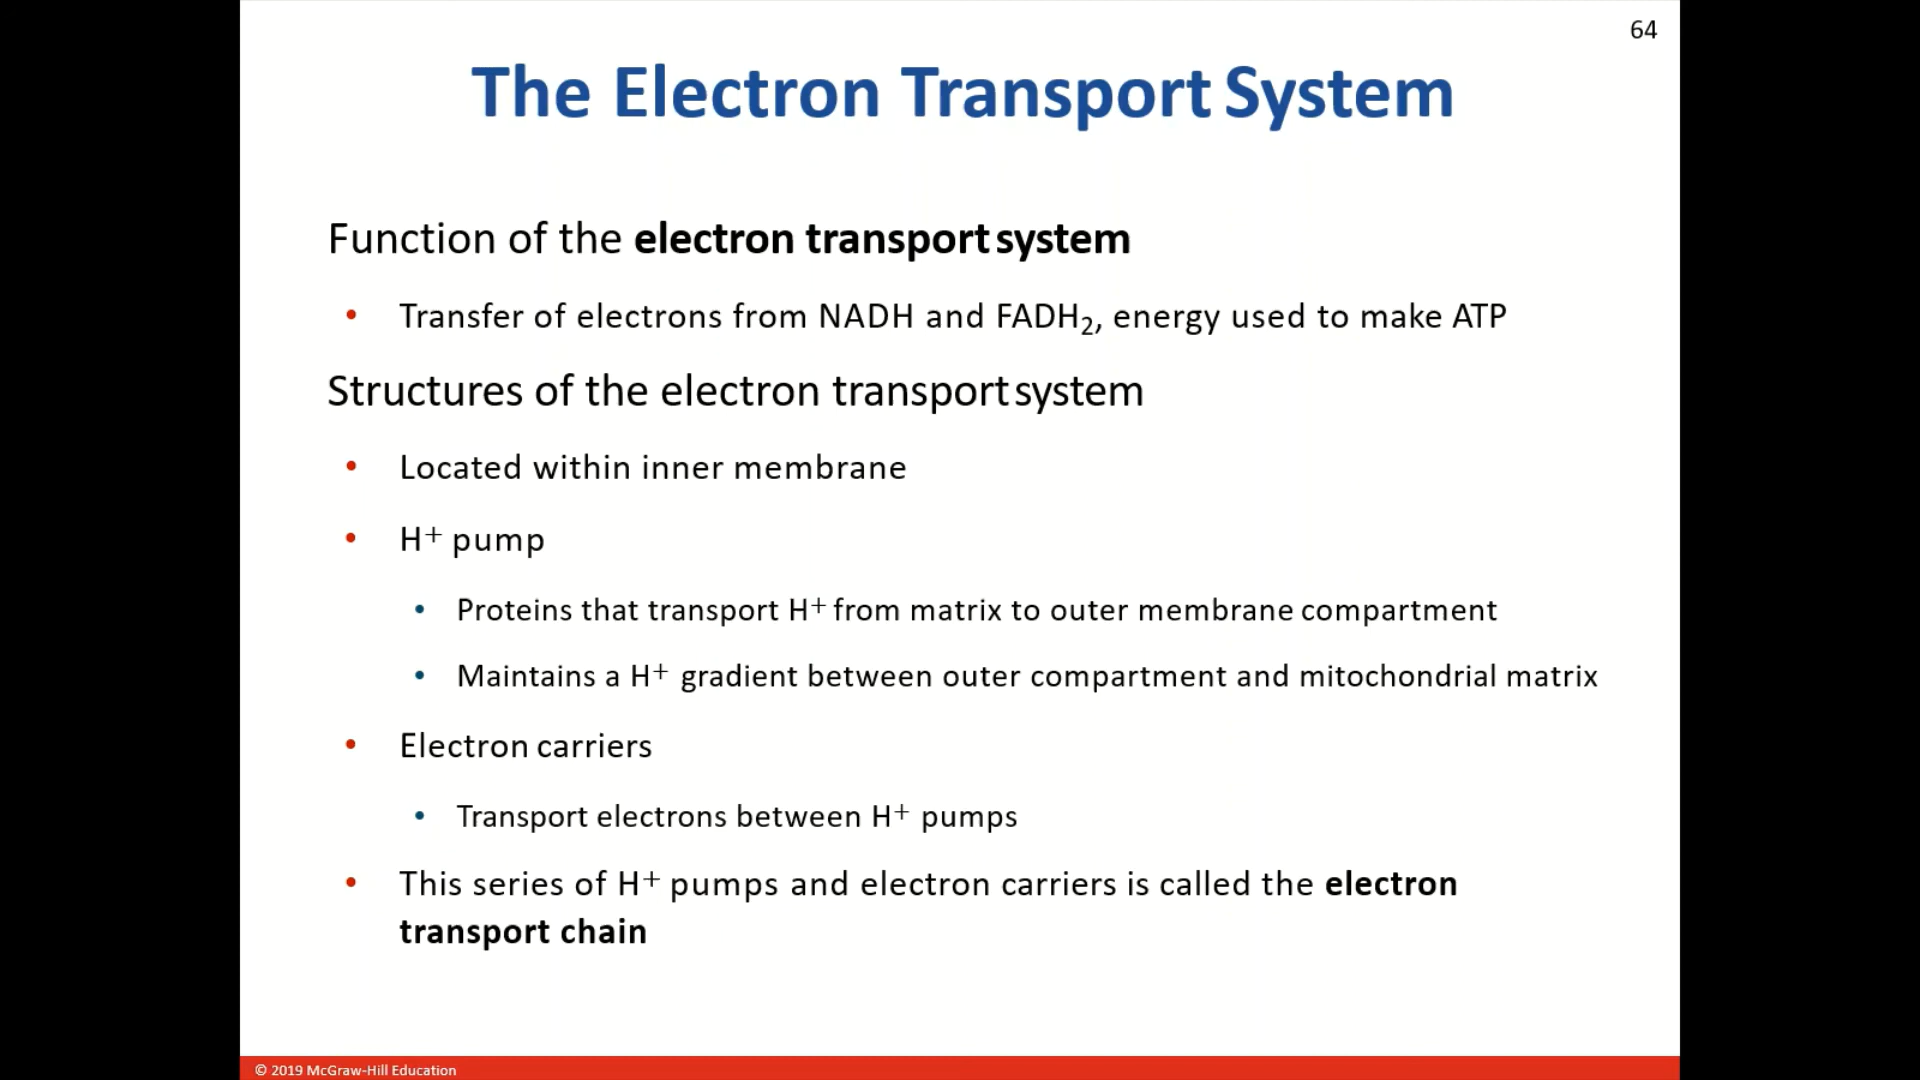 64
The Electron Transport System
Function of the electron transport system
• Transfer of electrons from NADH and FADH₂, energy used to make ATP
Structures of the electron transport system
• Located within inner membrane
• H⁺ pump
• Proteins that transport H⁺ from matrix to outer membrane compartment
• Maintains a H⁺ gradient between outer compartment and mitochondrial matrix
• Electron carriers
• Transport electrons between H⁺ pumps
• This series of H⁺ pumps and electron carriers is called the electron
transport chain
© 2019 McGraw-Hill Education